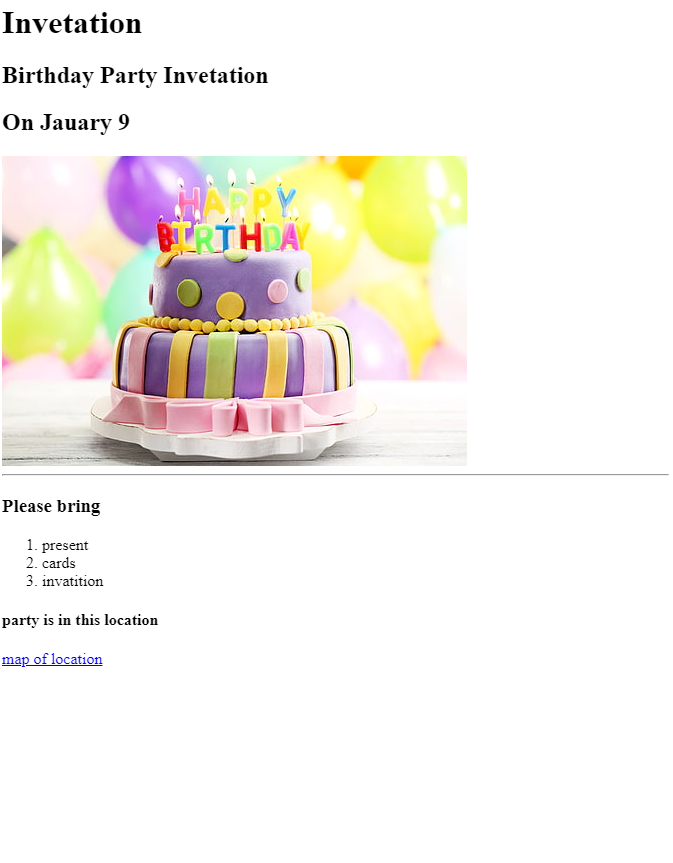 Invetation
Birthday Party Invetation
On Jauary 9
HAPPY
BIRTHDAY
Please bring
1. present
2. cards
3. invatition
party is in this location
map of location